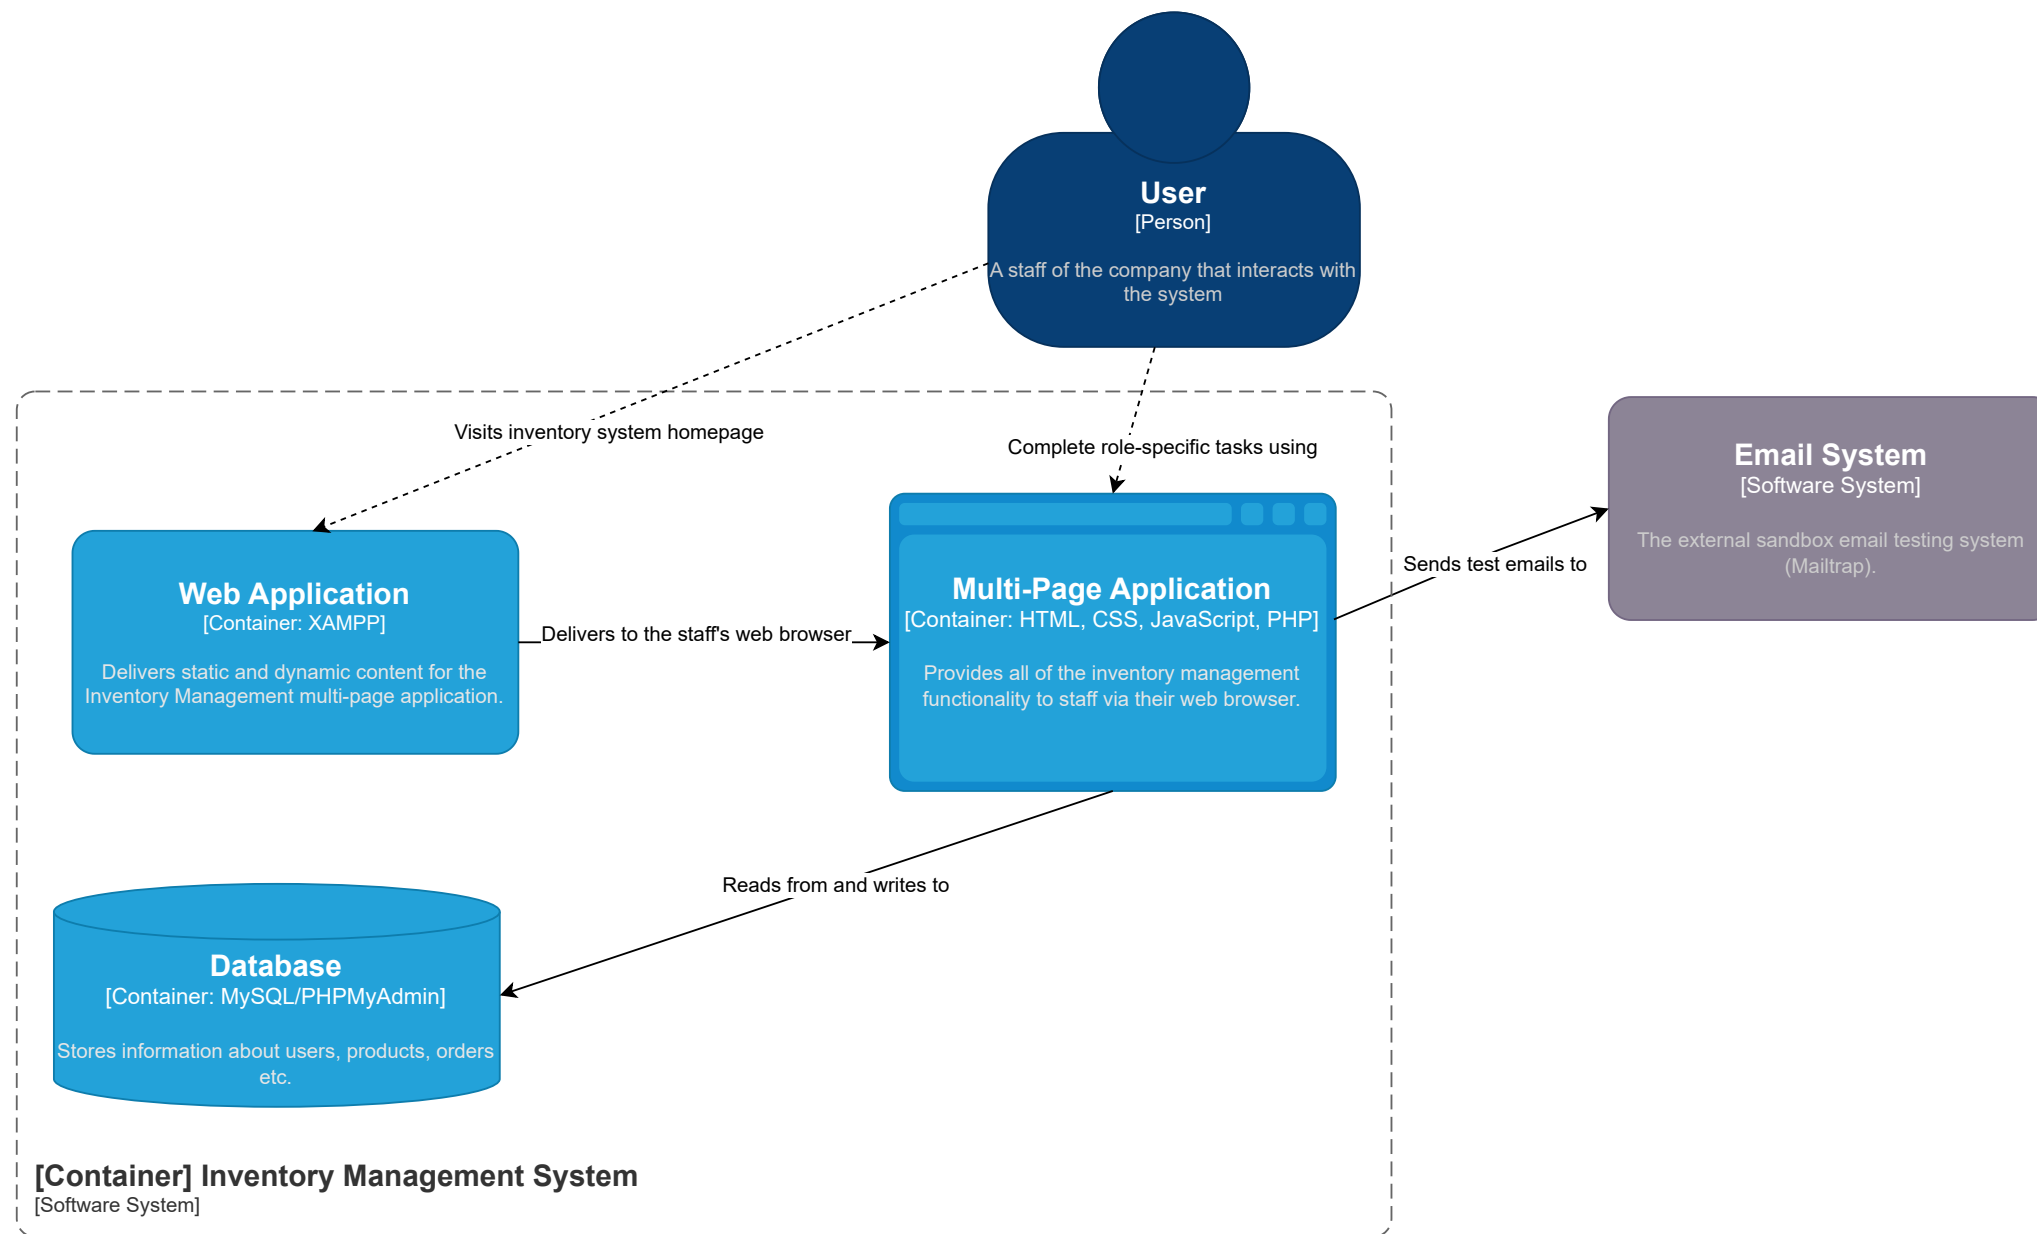 User
[Person]
A staff of the company that interacts with
the system
Visits inventory system homepage
Complete role-specific tasks using
Email System
[Software System]
The external sandbox email testing system
(Mailtrap).
Sends test emails to
Web Application
[Container: XAMPP]
Delivers static and dynamic content for the
Inventory Management multi-page application.
Delivers to the staff's web browser
Multi-Page Application
[Container: HTML, CSS, JavaScript, PHP]
Provides all of the inventory management
functionality to staff via their web browser.
Reads from and writes to
Database
[Container: MySQL/PHPMyAdmin]
Stores information about users, products, orders
etc.
[Container] Inventory Management System
[Software System]